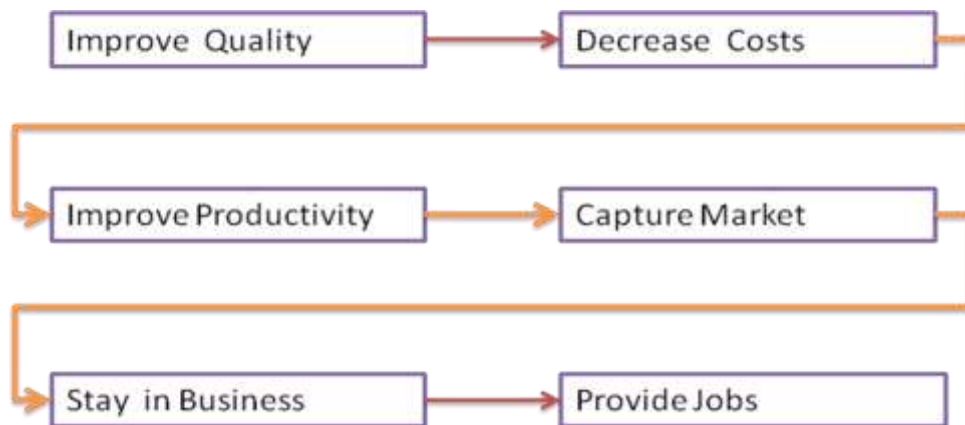 Improve Quality
Decrease Costs
Improve Productivity
Capture Market
Stay in Business
Provide Jobs